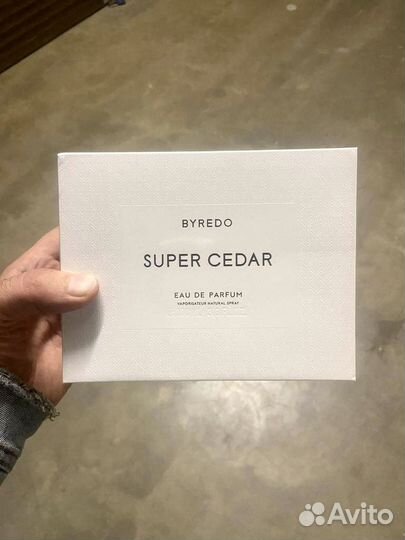 BYREDO
SUPER CEDAR
EAU DE PARFUM
VAPORISATEUR NATURAL SPRAY
Avito